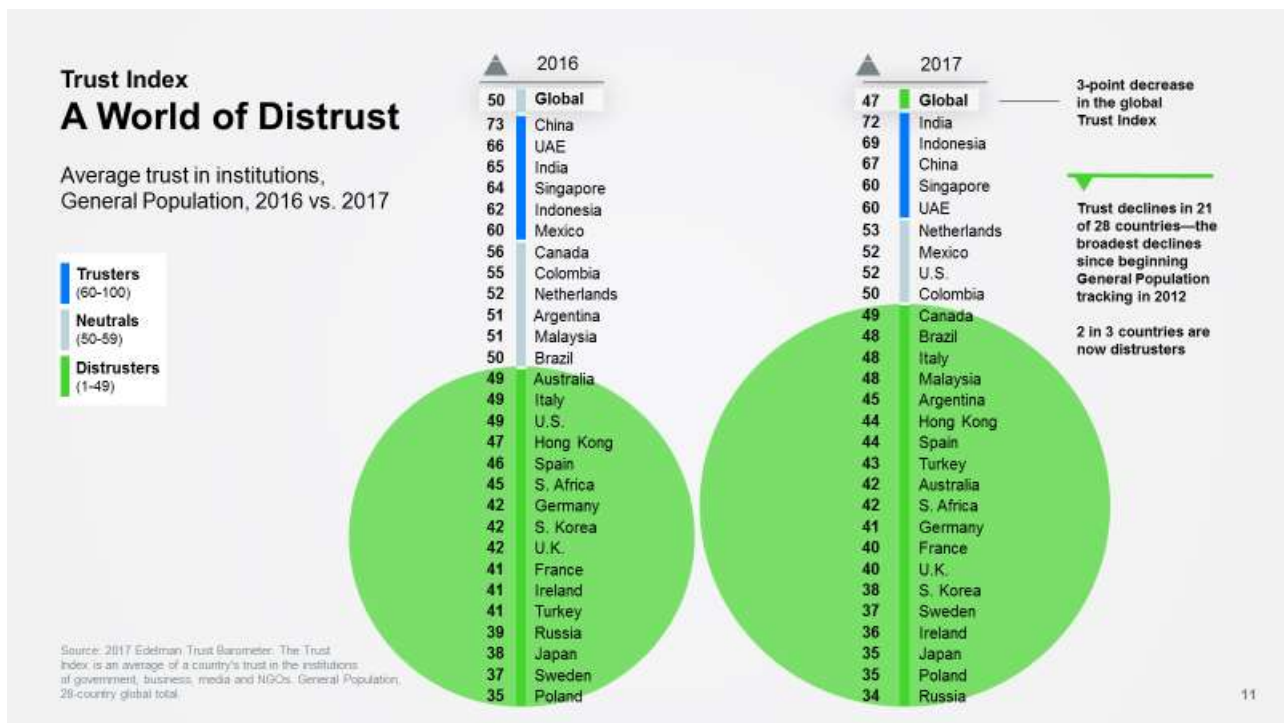 Trust Index
A World of Distrust
Average trust in institutions,
General Population, 2016 vs. 2017
Trusters
(60-100)
Neutrals
(50-59)
Distrusters
(1-49)
2016
50 Global
73 China
66 UAE
65 India
64 Singapore
62 Indonesia
60 Mexico
56 Canada
55 Colombia
52 Netherlands
51 Argentina
51 Malaysia
50 Brazil
49 Australia
49 Italy
49 U.S.
47 Hong Kong
46 Spain
45 S. Africa
42 Germany
42 S. Korea
42 U.K.
41 France
41 Ireland
41 Turkey
39 Russia
38 Japan
37 Sweden
35 Poland
2017
47 Global
72 India
69 Indonesia
67 China
60 Singapore
60 UAE
53 Netherlands
52 Mexico
52 U.S.
50 Colombia
49 Canada
48 Brazil
48 Italy
48 Malaysia
45 Argentina
44 Hong Kong
44 Spain
43 Turkey
42 Australia
42 S. Africa
41 Germany
40 France
40 U.K.
38 S. Korea
37 Sweden
36 Ireland
35 Japan
35 Poland
34 Russia
3-point decrease
in the global
Trust Index
Trust declines in 21
of 28 countries—the
broadest declines
since beginning
General Population
tracking in 2012
2 in 3 countries are
now distrusters
Source: 2017 Edelman Trust Barometer. The Trust
Index is an average of a country's trust in the institutions
of government, business, media and NGOs. General Population,
28-country global total.
11